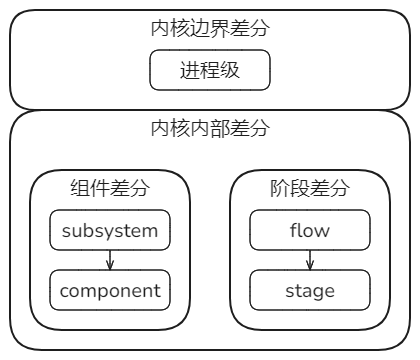 内核边界差分
进程级
内核内部差分
组件差分
subsystem
component
阶段差分
flow
stage